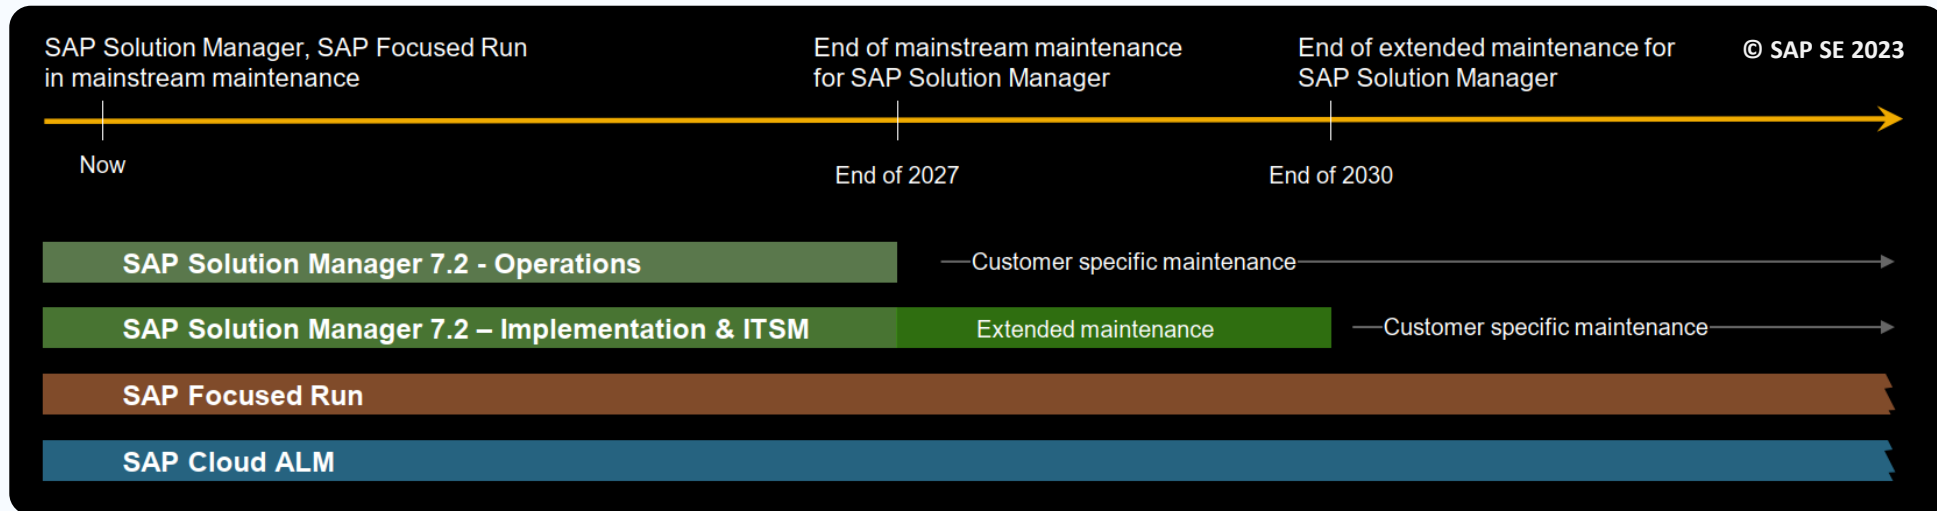 SAP Solution Manager, SAP Focused Run
in mainstream maintenance
End of mainstream maintenance
for SAP Solution Manager
End of extended maintenance for
SAP Solution Manager
© SAP SE 2023
Now
End of 2027
End of 2030
SAP Solution Manager 7.2 - Operations
Customer specific maintenance
SAP Solution Manager 7.2 – Implementation & ITSM
Extended maintenance
Customer specific maintenance
SAP Focused Run
SAP Cloud ALM